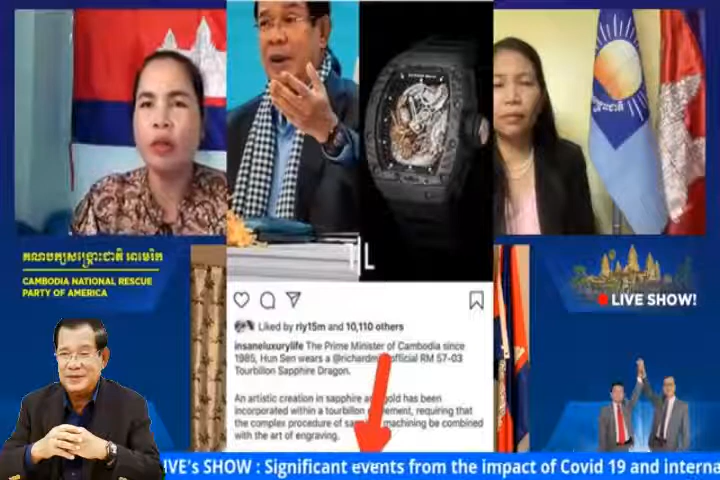 គណបក្សសង្គ្រោះជាតិ អាមេរិក
CAMBODIA NATIONAL RESCUE
PARTY OF AMERICA
LIVE SHOW!
Liked by rly15m and 10,110 others
insaneluxurylife The Prime Minister of Cambodia since
1985, Hun Sen wears a official RM 57-03
Tourbillon Sapphire Dragon.
An artistic creation in sapphire gold has been
incorporated within a tourbillon requiring that
the complex procedure of machining be combined
with the art of engraving.
IVE's SHOW : Significant events from the impact of Covid 19 and interna